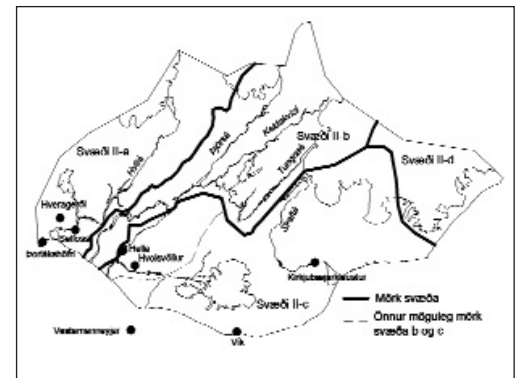 Svæði II-a
Hvítá
Þjórsá
Kaldakvísl
Svæði II-b
Tungnaá
Svæði II-d
Hveragerði
Selfoss
Þorlákshöfn
Hella
Hvolsvöllur
Skaftá
Kirkjubæjarklaustur
Svæði II-c
Vestmannaeyjar
Vík
Mörk svæða
Önnur möguleg mörk
svæða b og c